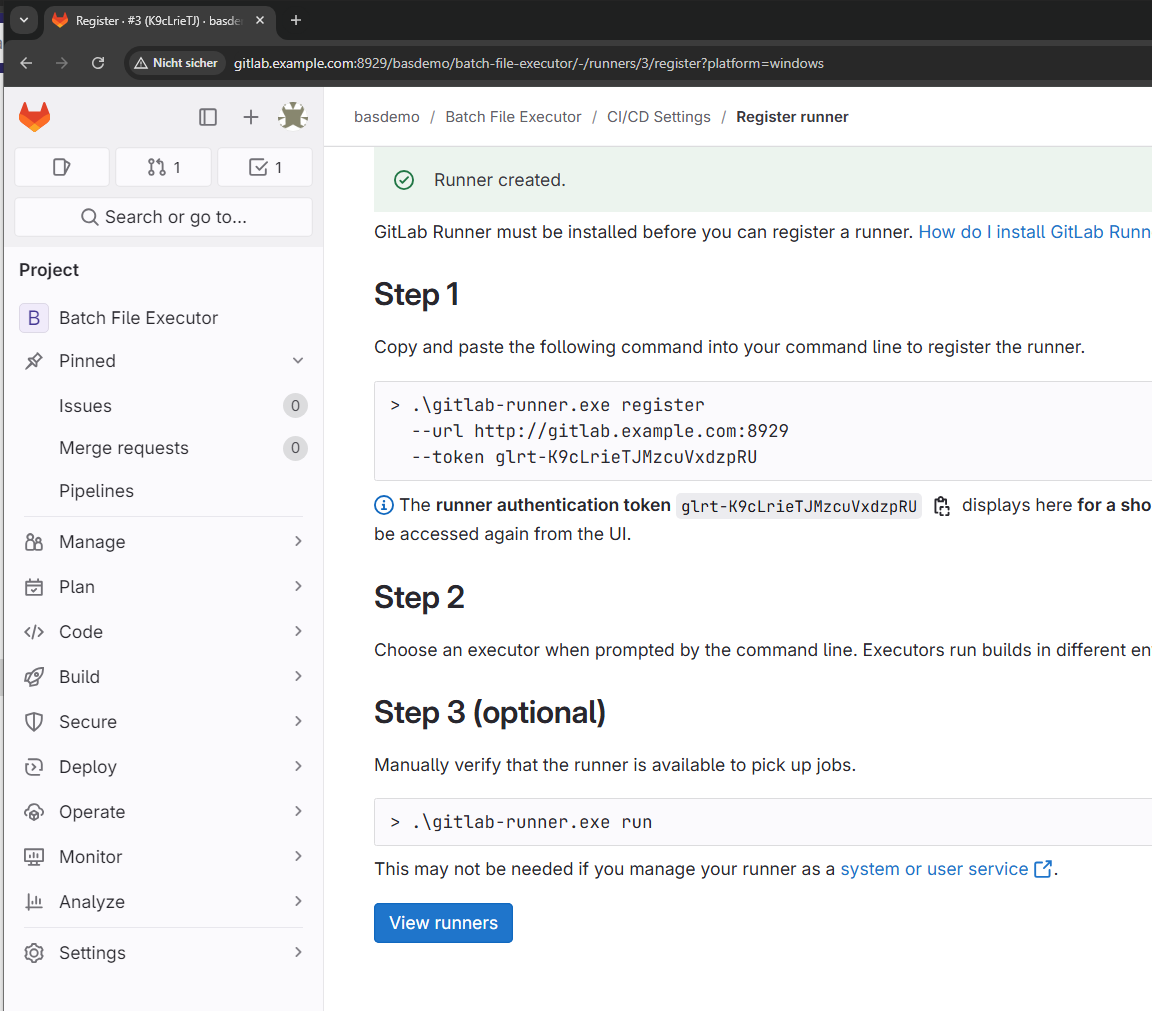 Register · #3 (K9cLrieTJ) · basde
Nicht sicher gitlab.example.com:8929/basdemo/batch-file-executor/-/runners/3/register?platform=windows
basdemo / Batch File Executor / CI/CD Settings / Register runner
1 1
Search or go to...
Project
B Batch File Executor
Pinned
Issues 0
Merge requests 0
Pipelines
Manage
Plan
Code
Build
Secure
Deploy
Operate
Monitor
Analyze
Settings
Runner created.
GitLab Runner must be installed before you can register a runner. How do I install GitLab Runn
Step 1
Copy and paste the following command into your command line to register the runner.
> .\gitlab-runner.exe register
--url http://gitlab.example.com:8929
--token glrt-K9cLrieTJMzcuVxdzpRU
The runner authentication token glrt-K9cLrieTJMzcuVxdzpRU displays here for a sho
be accessed again from the UI.
Step 2
Choose an executor when prompted by the command line. Executors run builds in different en
Step 3 (optional)
Manually verify that the runner is available to pick up jobs.
> .\gitlab-runner.exe run
This may not be needed if you manage your runner as a system or user service.
View runners